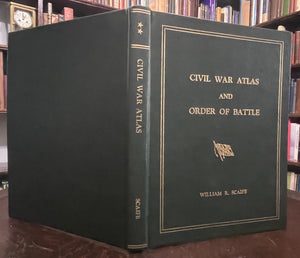 CIVIL WAR ATLAS
SCAIFE
CIVIL WAR ATLAS
AND
ORDER OF BATTLE
WILLIAM R. SCAIFE